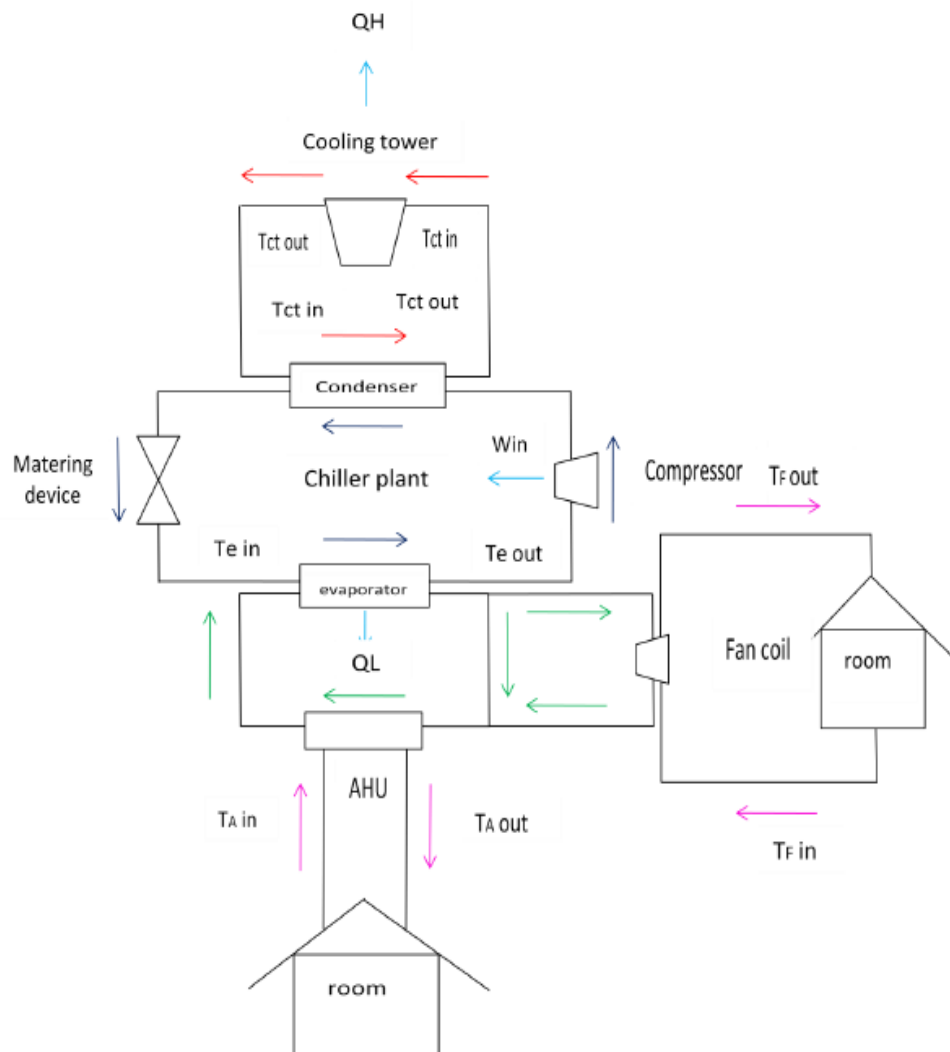 QH
Cooling tower
Tct out
Tct in
Tct in
Tct out
Condenser
Matering
device
Chiller plant
Win
Compressor
TF out
Te in
Te out
evaporator
QL
Fan coil
room
AHU
TA in
TA out
TF in
room